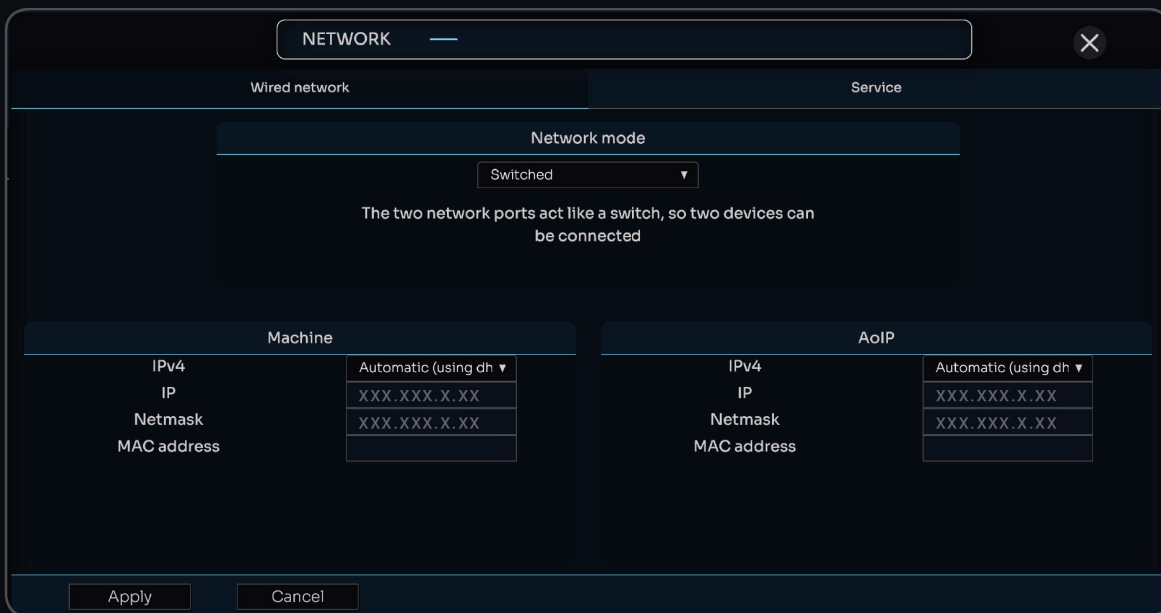 NETWORK
Wired network
Service
Network mode
Switched
The two network ports act like a switch, so two devices can
be connected
Machine
IPv4 Automatic (using dh
IP XXX.XXX.X.XX
Netmask XXX.XXX.X.XX
MAC address
AoIP
IPv4 Automatic (using dh
IP XXX.XXX.X.XX
Netmask XXX.XXX.X.XX
MAC address
Apply
Cancel